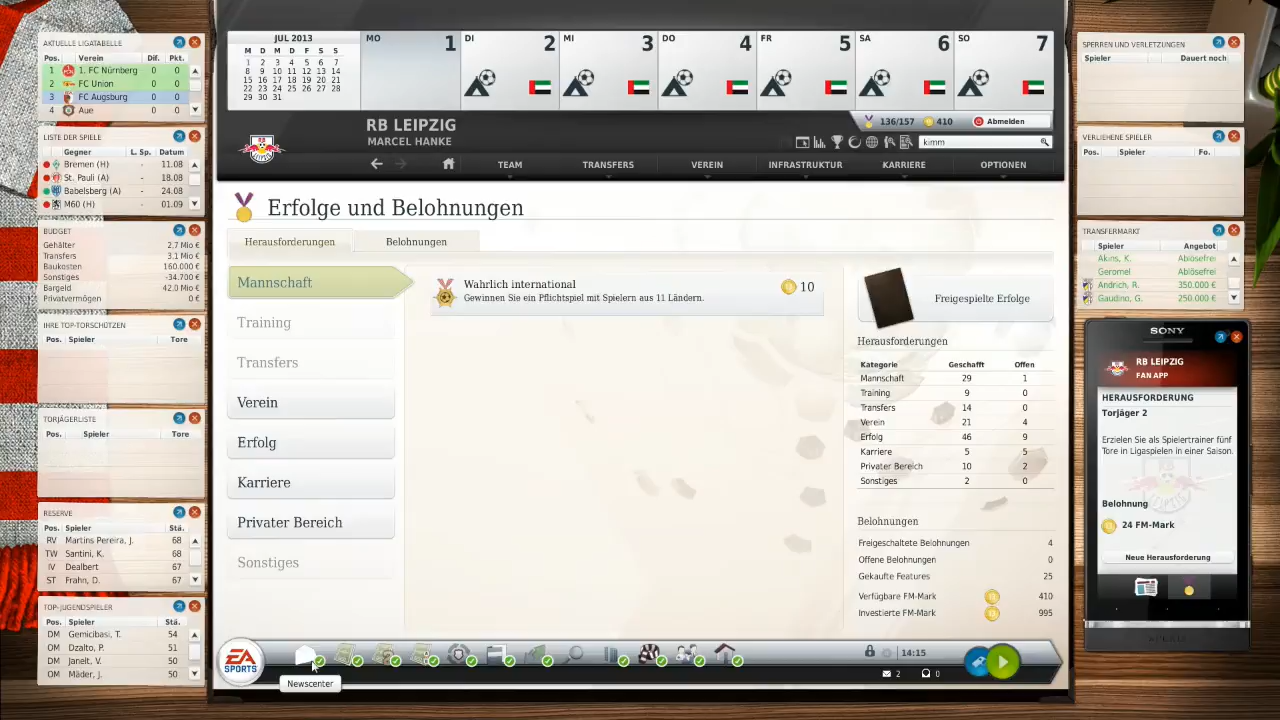 AKTUELLE LIGATABELLE
Pos. Verein Dif. Pkt.
1 1. FC Nürnberg 0 0
2 FC Union 0 0
3 FC Augsburg 0 0
4 Aue 0 0
LISTE DER SPIELE
Gegner L. Sp. Datum
Bremen (H) - 11.08
St. Pauli (A) - 18.08
Babelsberg (A) - 24.08
M60 (H) - 01.09
BUDGET
Gehälter 2.7 Mio €
Transfers 3.1 Mio €
Baukosten 160.000 €
Sonstiges -34.700 €
Bargeld 42.0 Mio €
Privatvermögen 0 €
IHRE TOP-TORSCHÜTZEN
Pos. Spieler Tore
TORJÄGERLISTE
Pos. Spieler Tore
RESERVE
Pos. Spieler Stä.
RV Martins Pereira, J. 68
TW Santini, K. 68
IV Dealbert 67
ST Frahn, D. 67
TOP-JUGENDSPIELER
Pos. Spieler Stä.
DM Gemicibasi, T. 54
OM Dzalto, P. 51
DM Janelt, V. 50
OM Mäder, J. 50
JUL 2013
M D M D F S S
1 2 3 4 5 6 7
8 9 10 11 12 13 14
15 16 17 18 19 20 21
22 23 24 25 26 27 28
29 30 31
MO 1
DI 2
MI 3
DO 4
FR 5
SA 6
SO 7
RB LEIPZIG
MARCEL HANKE
136/157 410 Abmelden
kimm
TEAM TRANSFERS VEREIN INFRASTRUKTUR KARRIERE OPTIONEN
Erfolge und Belohnungen
Herausforderungen Belohnungen
Mannschaft
Training
Transfers
Verein
Erfolg
Karriere
Privater Bereich
Sonstiges
Wahrlich international
Gewinnen Sie ein Pflichtspiel mit Spielern aus 11 Ländern.
10
Freigespielte Erfolge
Herausforderungen
Kategorie Geschafft Offen
Mannschaft 29 1
Training 9 0
Transfers 14 0
Verein 21 4
Erfolg 46 9
Karriere 5 5
Privater Bereich 10 2
Sonstiges 2 0
Belohnungen
Freigeschaltete Belohnungen 4
Offene Belohnungen 0
Gekaufte Features 25
Verfügbare FM-Mark 410
Investierte FM-Mark 995
EA SPORTS
Newscenter
14:15
2 0
SPERREN UND VERLETZUNGEN
Spieler Dauert noch
VERLIEHENE SPIELER
Pos. Spieler Fo.
TRANSFERMARKT
Spieler Angebot
Akins, K. Ablösefrei
Geromel Ablösefrei
Andrich, R. 350.000 €
Gaudino, G. 250.000 €
SONY
RB LEIPZIG
FAN APP
HERAUSFORDERUNG
Torjäger 2
Erzielen Sie als Spielertrainer fünf
Tore in Ligaspielen in einer Saison.
Belohnung
24 FM-Mark
Neue Herausforderung
XPERIA